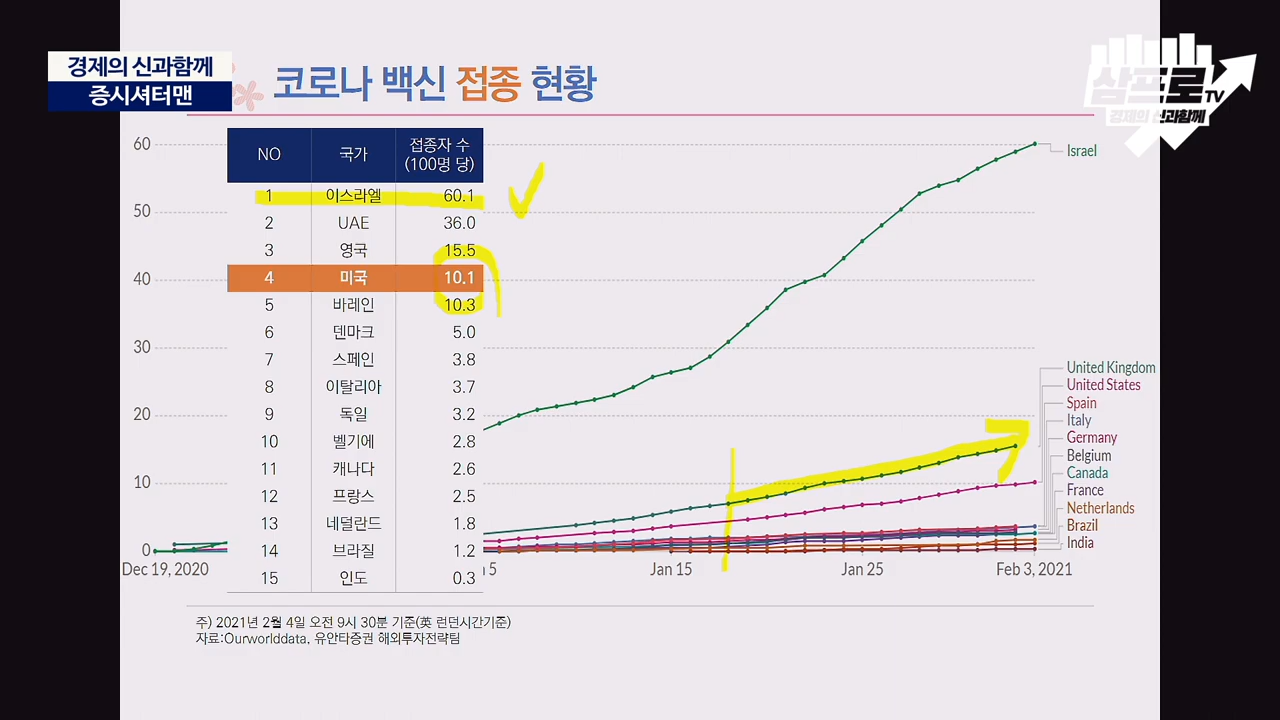 경제의 신과함께
증시셔터맨
코로나 백신 접종 현황
삼프로TV
경제의 신과함께
NO 국가 접종자 수 (100명 당)
1 이스라엘 60.1
2 UAE 36.0
3 영국 15.5
4 미국 10.1
5 바레인 10.3
6 덴마크 5.0
7 스페인 3.8
8 이탈리아 3.7
9 독일 3.2
10 벨기에 2.8
11 캐나다 2.6
12 프랑스 2.5
13 네덜란드 1.8
14 브라질 1.2
15 인도 0.3
60
50
40
30
20
10
0
Dec 19, 2020
5
Jan 15
Jan 25
Feb 3, 2021
Israel
United Kingdom
United States
Spain
Italy
Germany
Belgium
Canada
France
Netherlands
Brazil
India
주) 2021년 2월 4일 오전 9시 30분 기준(英 런던시간기준)
자료:Ourworlddata, 유안타증권 해외투자전략팀